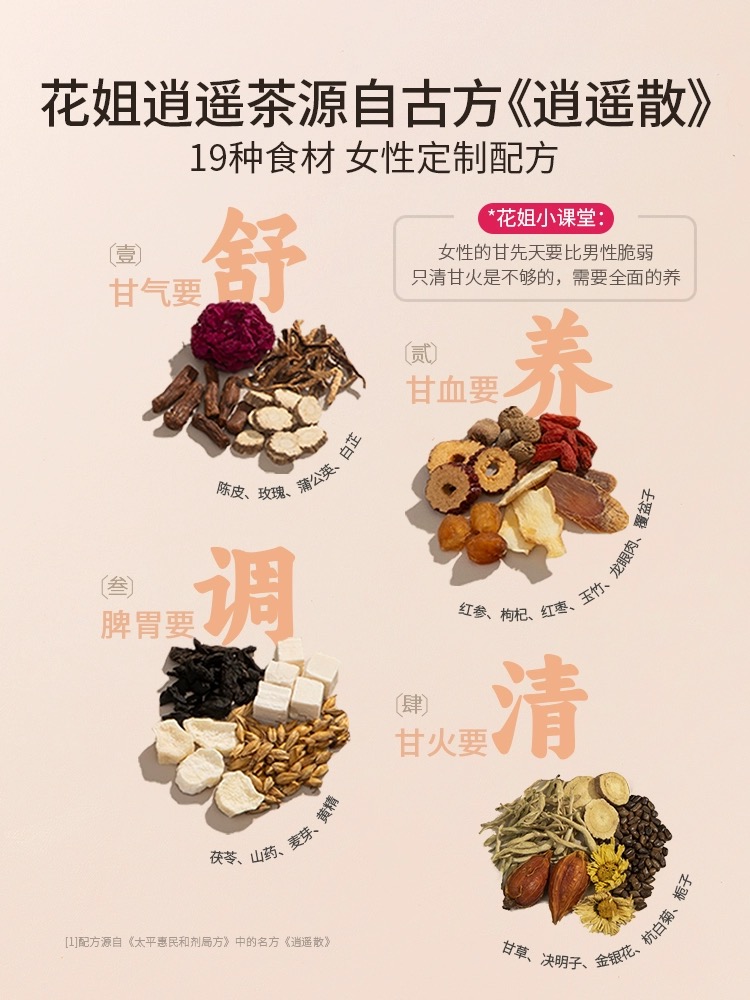 花姐逍遥茶源自古方《逍遥散》
19种食材 女性定制配方
*花姐小课堂：
女性的甘先天要比男性脆弱
只清甘火是不够的，需要全面的养
〔壹〕
甘气要舒
陈皮、玫瑰、蒲公英、白芷
〔贰〕
甘血要养
红参、枸杞、红枣、玉竹、龙眼肉、覆盆子
〔叁〕
脾胃要调
茯苓、山药、麦芽、黄精
〔肆〕
甘火要清
甘草、决明子、金银花、杭白菊、栀子
[1]配方源自《太平惠民和剂局方》中的名方《逍遥散》